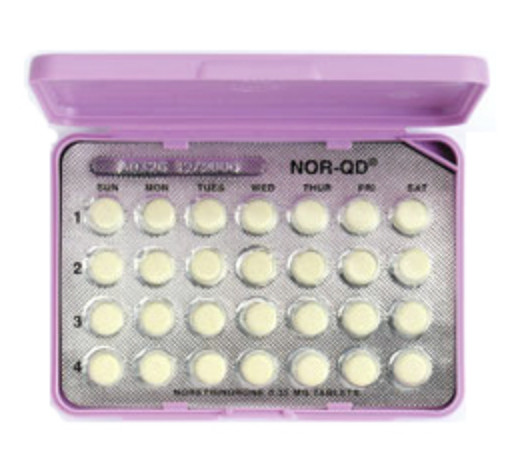 NOR-QD®
SUN MON TUES WED THUR FRI SAT
1
2
3
4
NORETHINDRONE 0.35 MG TABLETS